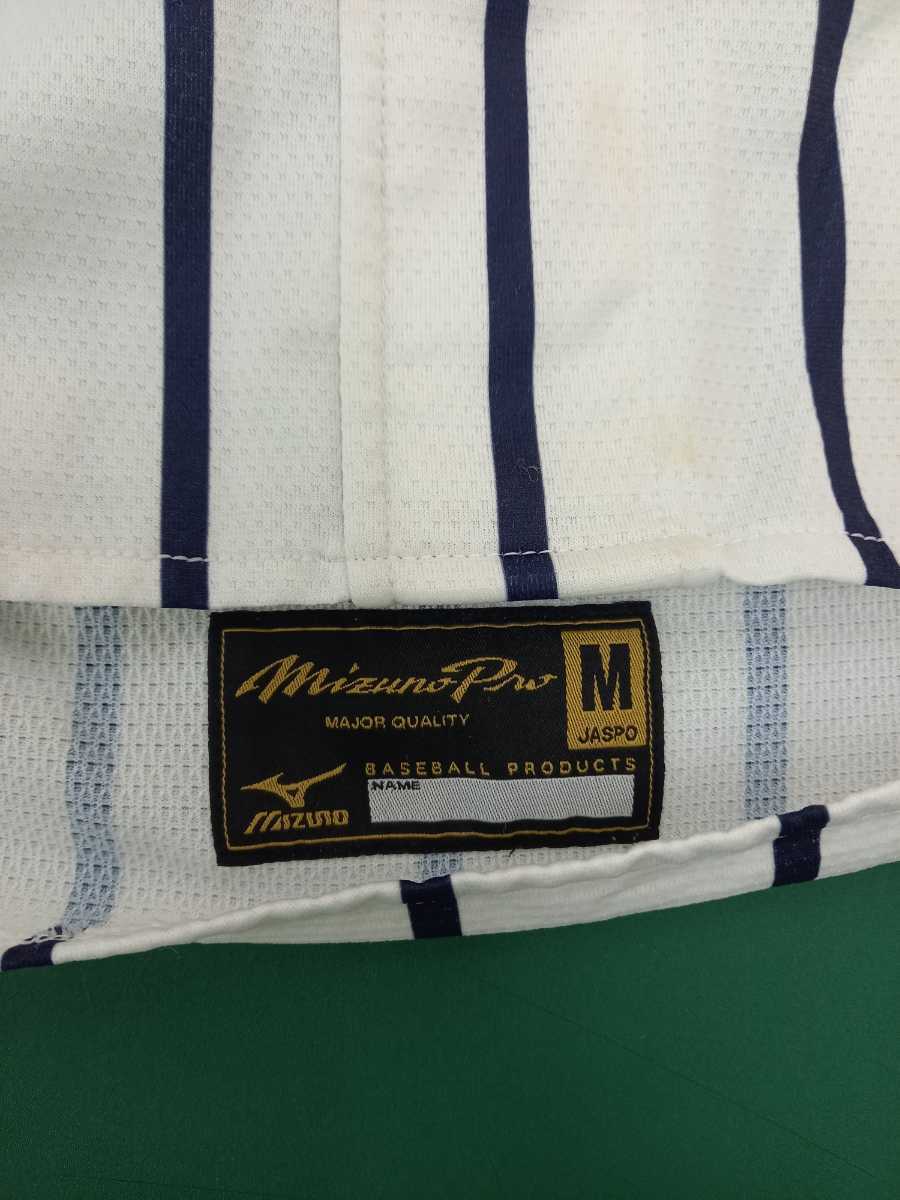 Mizuno Pro
MAJOR QUALITY
M
JASPO
BASEBALL PRODUCTS
NAME
MIZUNO